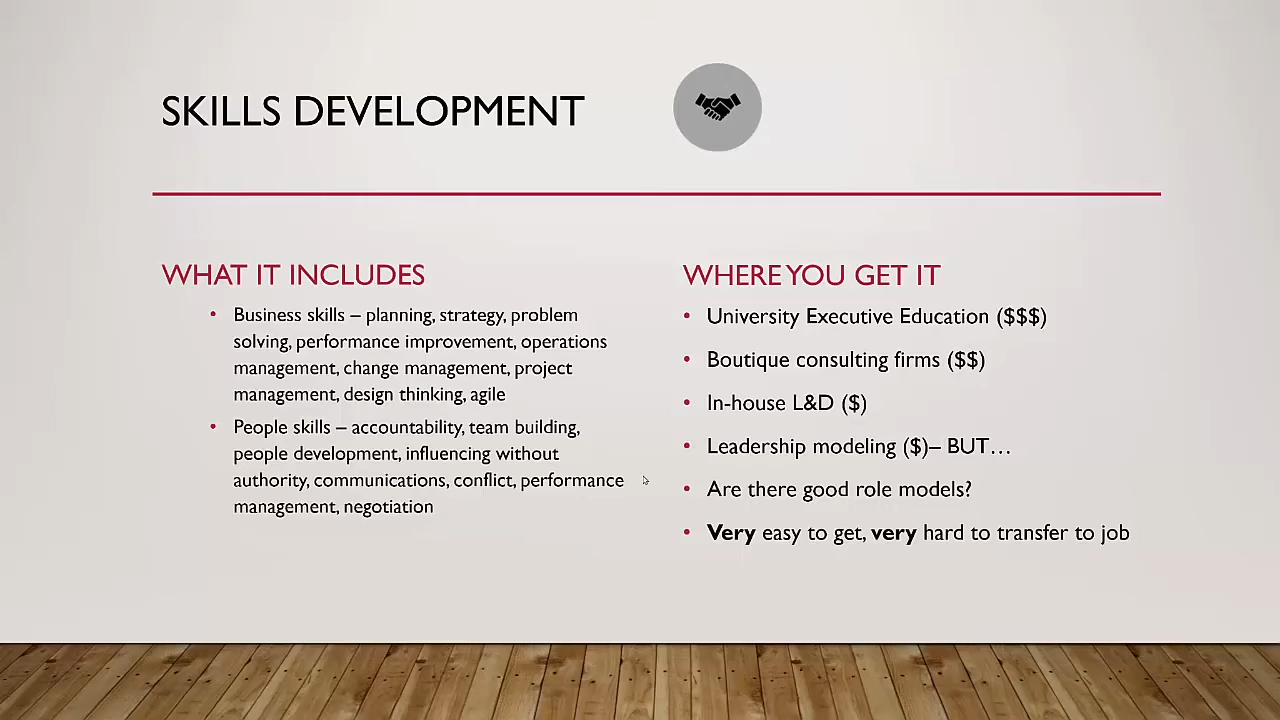 SKILLS DEVELOPMENT
WHAT IT INCLUDES
• Business skills – planning, strategy, problem
solving, performance improvement, operations
management, change management, project
management, design thinking, agile
• People skills – accountability, team building,
people development, influencing without
authority, communications, conflict, performance
management, negotiation
WHERE YOU GET IT
• University Executive Education ($$$)
• Boutique consulting firms ($$)
• In-house L&D ($)
• Leadership modeling ($)– BUT…
• Are there good role models?
• Very easy to get, very hard to transfer to job